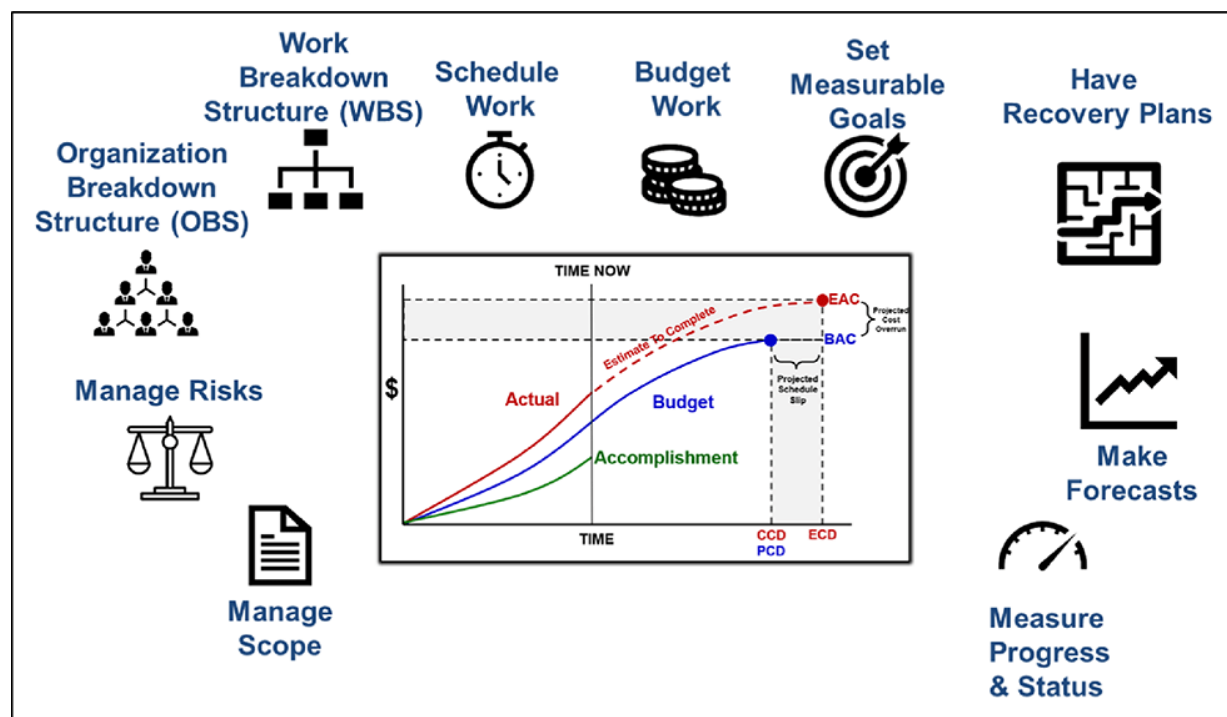 Work
Breakdown
Structure (WBS)
Schedule
Work
Budget
Work
Set
Measurable
Goals
Have
Recovery Plans
Organization
Breakdown
Structure (OBS)
Manage Risks
Manage
Scope
TIME NOW
$
Actual
Estimate To Complete
Budget
Accomplishment
EAC
Projected
Cost
Overrun
BAC
Projected
Schedule
Slip
TIME
CCD
PCD
ECD
Make
Forecasts
Measure
Progress
& Status